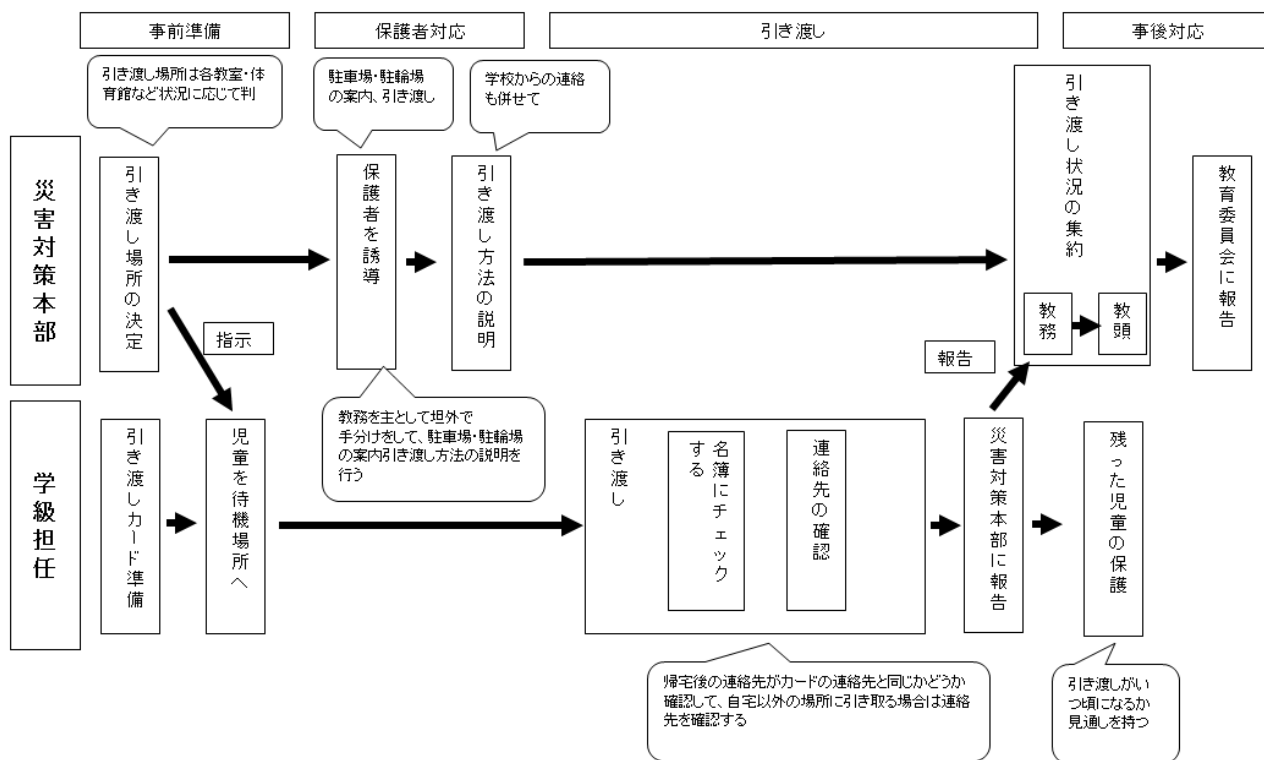 事前準備
保護者対応
引き渡し
事後対応
引き渡し場所は各教室・体
育館など状況に応じて判
駐車場・駐輪場
の案内、引き渡し
学校からの連絡
も併せて
災害対策本部
引き渡し場所の決定
保護者を誘導
引き渡し方法の説明
引き渡し状況の集約
教務
教頭
教育委員会に報告
指示
報告
教務を主として坦外で
手分けをして、駐車場・駐輪場
の案内引き渡し方法の説明を
行う
学級担任
引き渡しカード準備
児童を待機場所へ
引き渡し
名簿にチェック
する
連絡先の確認
災害対策本部に報告
残った児童の保護
帰宅後の連絡先がカードの連絡先と同じかどうか
確認して、自宅以外の場所に引き取る場合は連絡
先を確認する
引き渡しがい
つ頃になるか
見通しを持つ